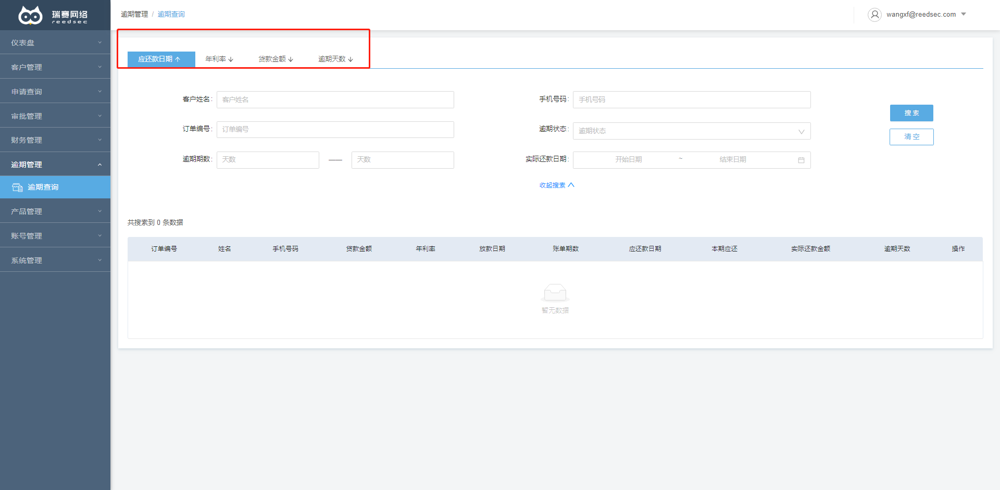 瑞赛网络
reedsec
逾期管理 / 逾期查询
wangxf@reedsec.com
仪表盘
客户管理
申请查询
审批管理
财务管理
逾期管理
逾期查询
产品管理
账号管理
系统管理
应还款日期 年利率 贷款金额 逾期天数
客户姓名: 客户姓名 手机号码: 手机号码
搜 索
订单编号: 订单编号 逾期状态: 逾期状态
清 空
逾期期数: 天数 —— 天数 实际还款日期: 开始日期 ~ 结束日期
收起搜索
共搜索到 0 条数据
订单编号 姓名 手机号码 贷款金额 年利率 放款日期 账单期数 应还款日期 本期应还 实际还款金额 逾期天数 操作
暂无数据